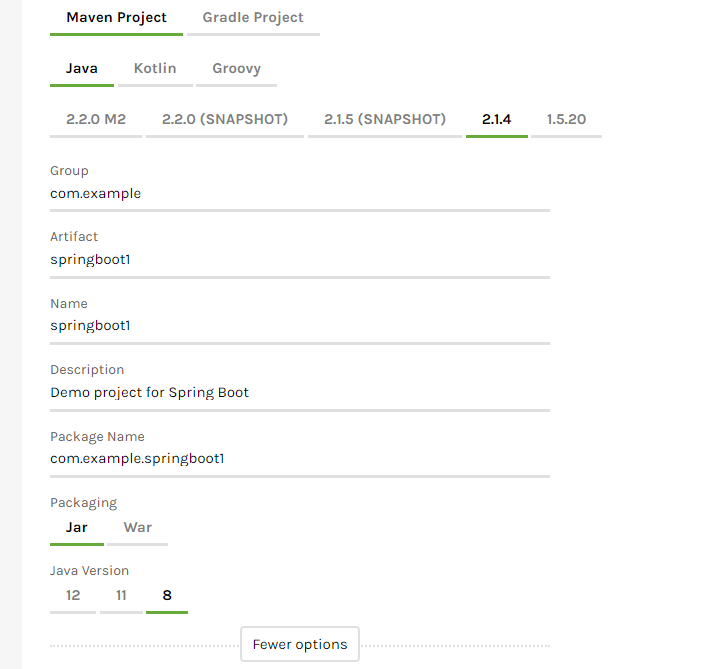 Maven Project Gradle Project
Java Kotlin Groovy
2.2.0 M2 2.2.0 (SNAPSHOT) 2.1.5 (SNAPSHOT) 2.1.4 1.5.20
Group
com.example
Artifact
springboot1
Name
springboot1
Description
Demo project for Spring Boot
Package Name
com.example.springboot1
Packaging
Jar War
Java Version
12 11 8
Fewer options